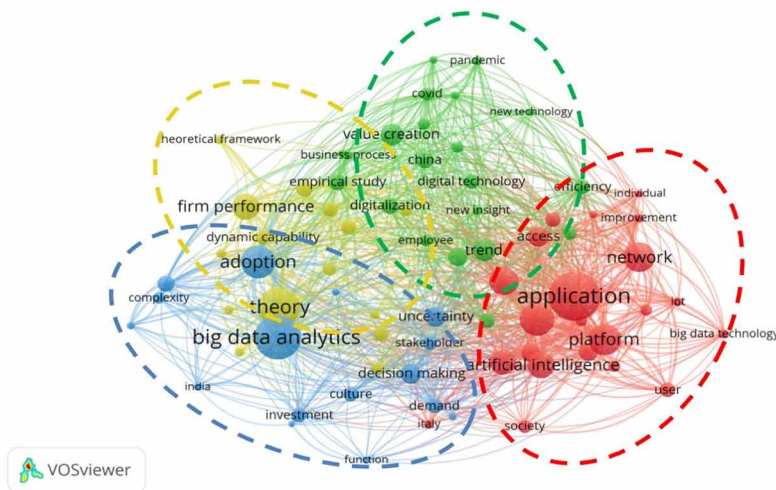 pandemic
covid
new technology
heoretical framework
value creation
business process
china
empirical study
digital technology
efficiency
individual
firm performance
digitalization
new insight
improvement
dynamic capability
employee
trend
access
network
adoption
complexity
theory
application
iot
uncertainty
big data analytics
stakeholder
platform
big data technology
decision making
artificial intelligence
india
culture
user
investment
demand
italy
society
function
VOSviewer